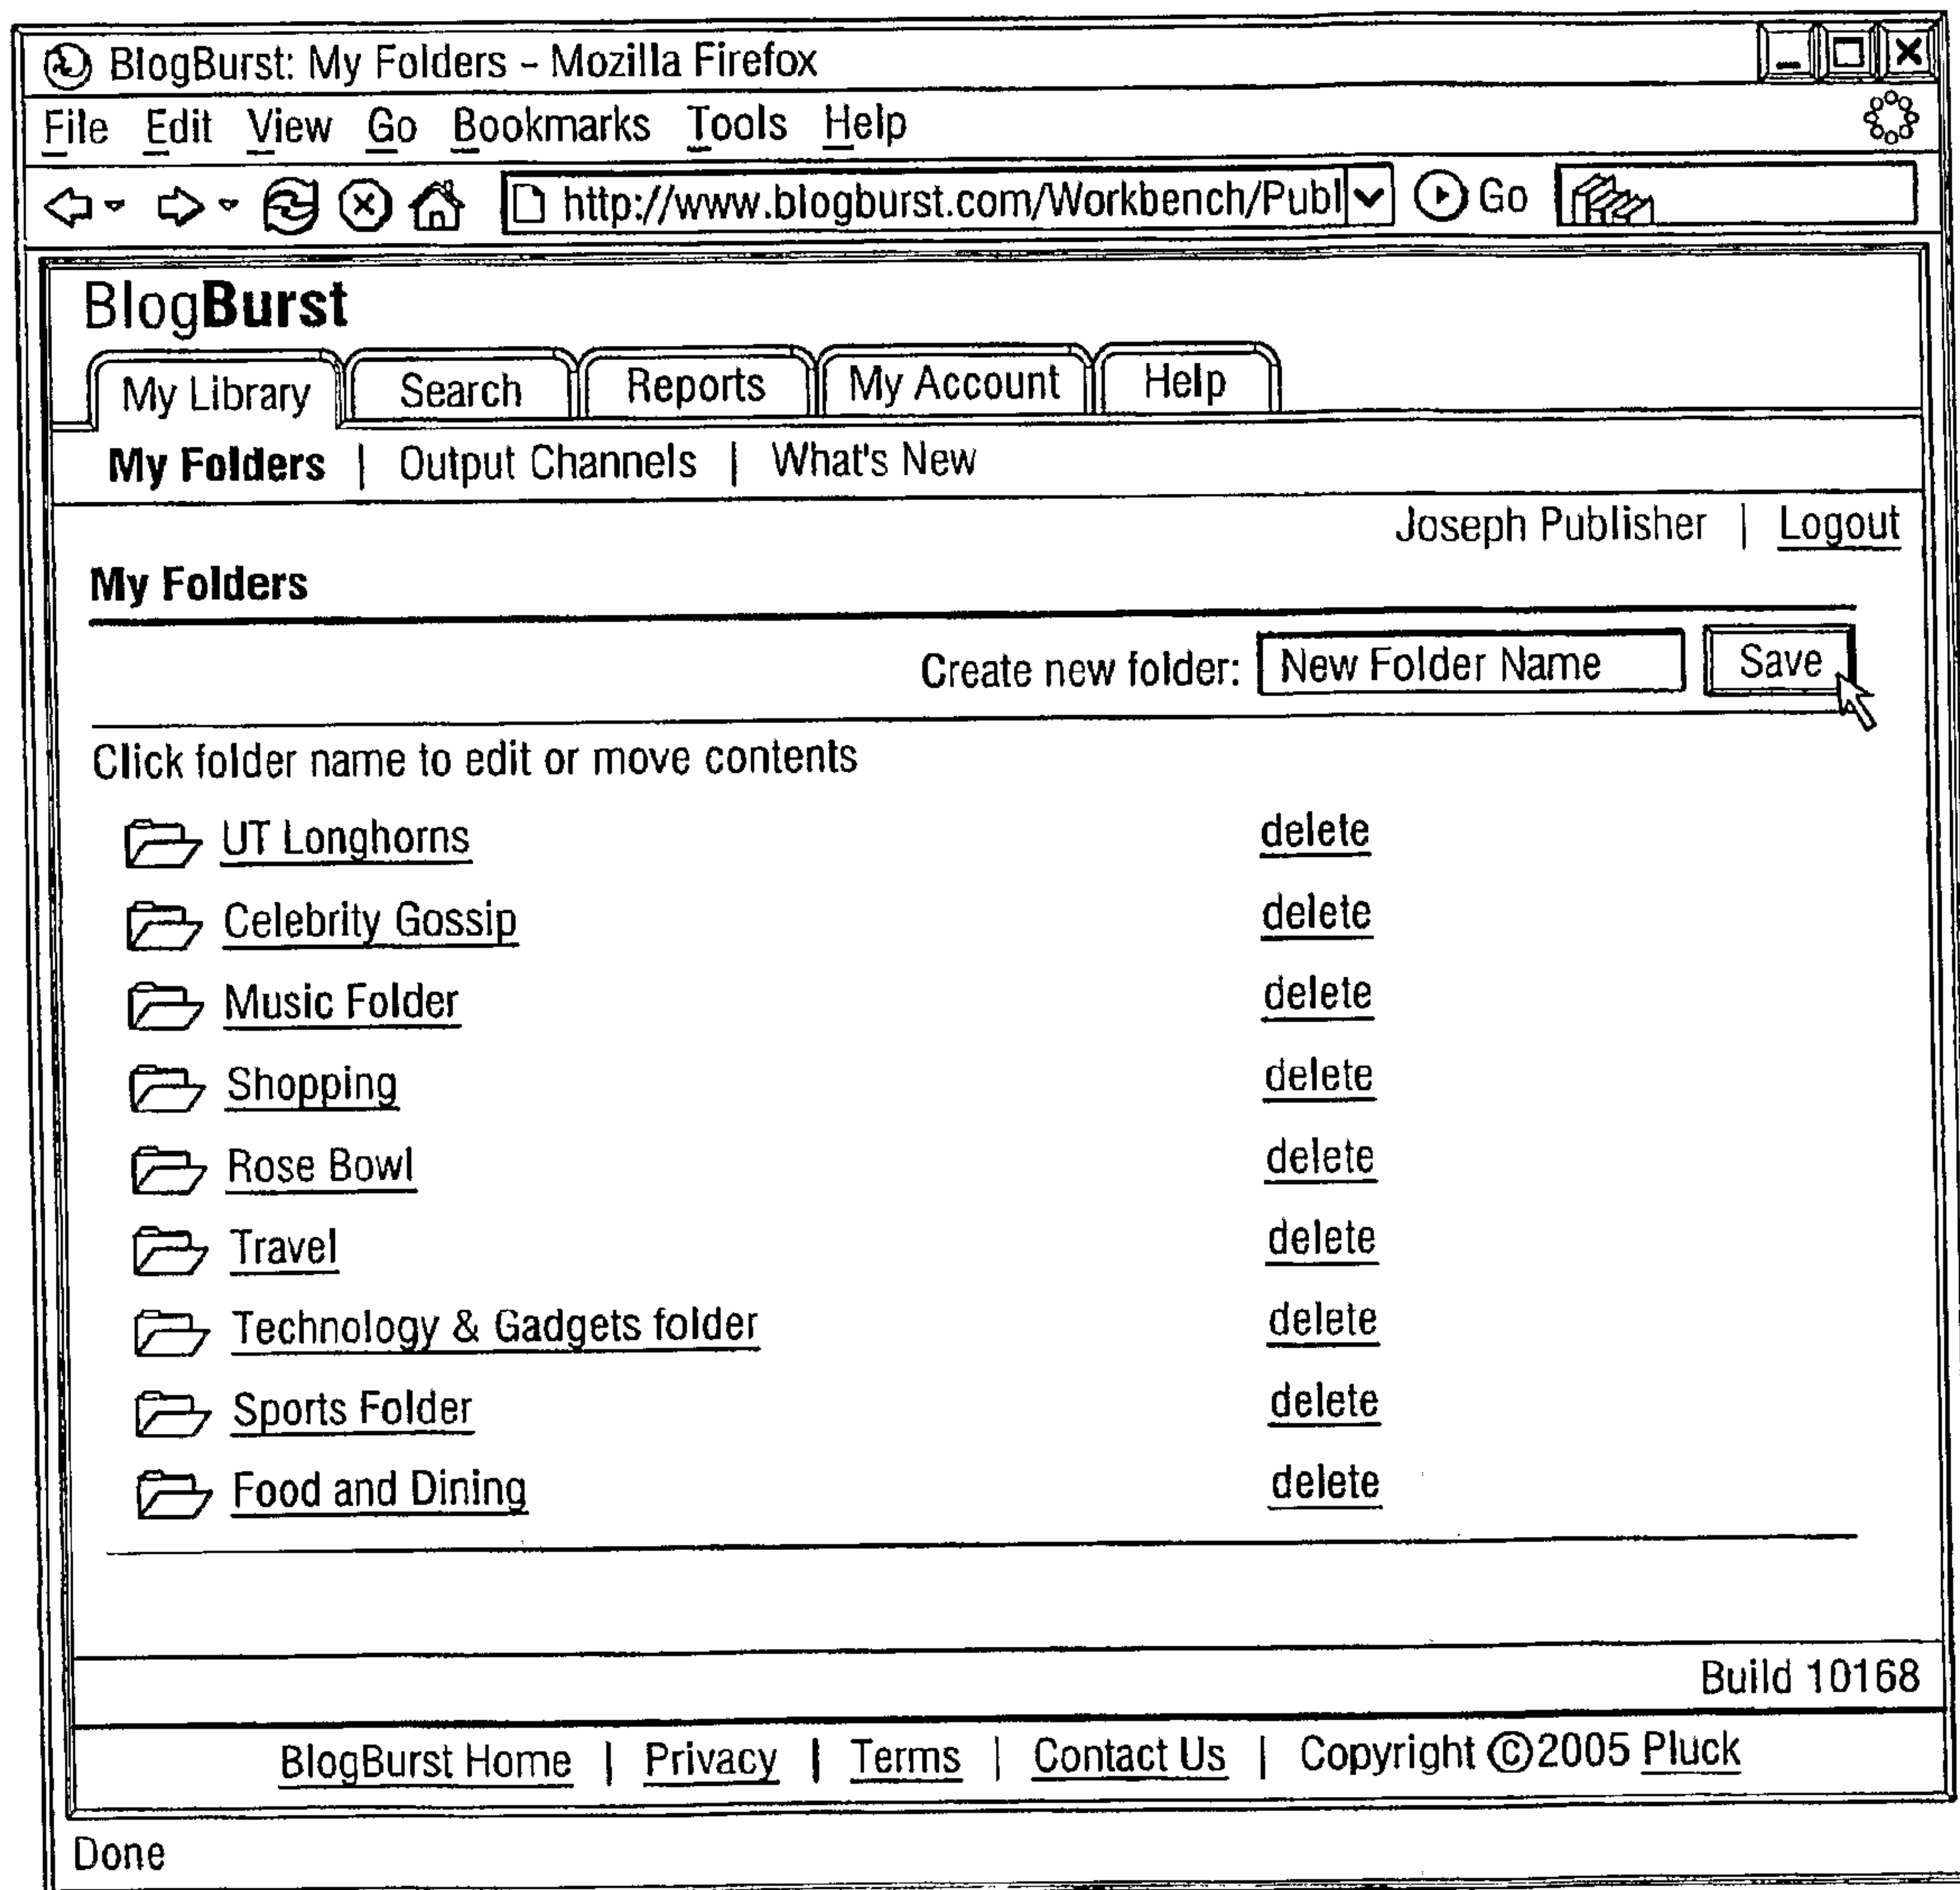 BlogBurst: My Folders - Mozilla Firefox
File Edit View Go Bookmarks Tools Help
http://www.blogburst.com/Workbench/Publ Go
BlogBurst
My Library Search Reports My Account Help
My Folders | Output Channels | What's New
Joseph Publisher | Logout
My Folders
Create new folder: New Folder Name Save
Click folder name to edit or move contents
UT Longhorns delete
Celebrity Gossip delete
Music Folder delete
Shopping delete
Rose Bowl delete
Travel delete
Technology & Gadgets folder delete
Sports Folder delete
Food and Dining delete
Build 10168
BlogBurst Home | Privacy | Terms | Contact Us | Copyright ©2005 Pluck
Done